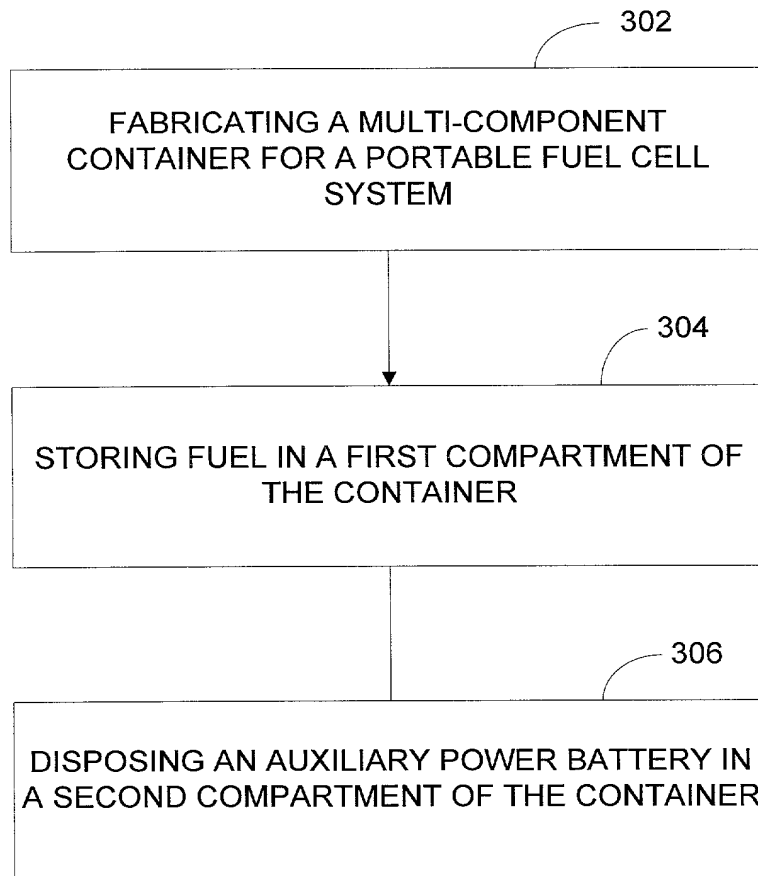 302
FABRICATING A MULTI-COMPONENT
CONTAINER FOR A PORTABLE FUEL CELL
SYSTEM
304
STORING FUEL IN A FIRST COMPARTMENT OF
THE CONTAINER
306
DISPOSING AN AUXILIARY POWER BATTERY IN
A SECOND COMPARTMENT OF THE CONTAINER